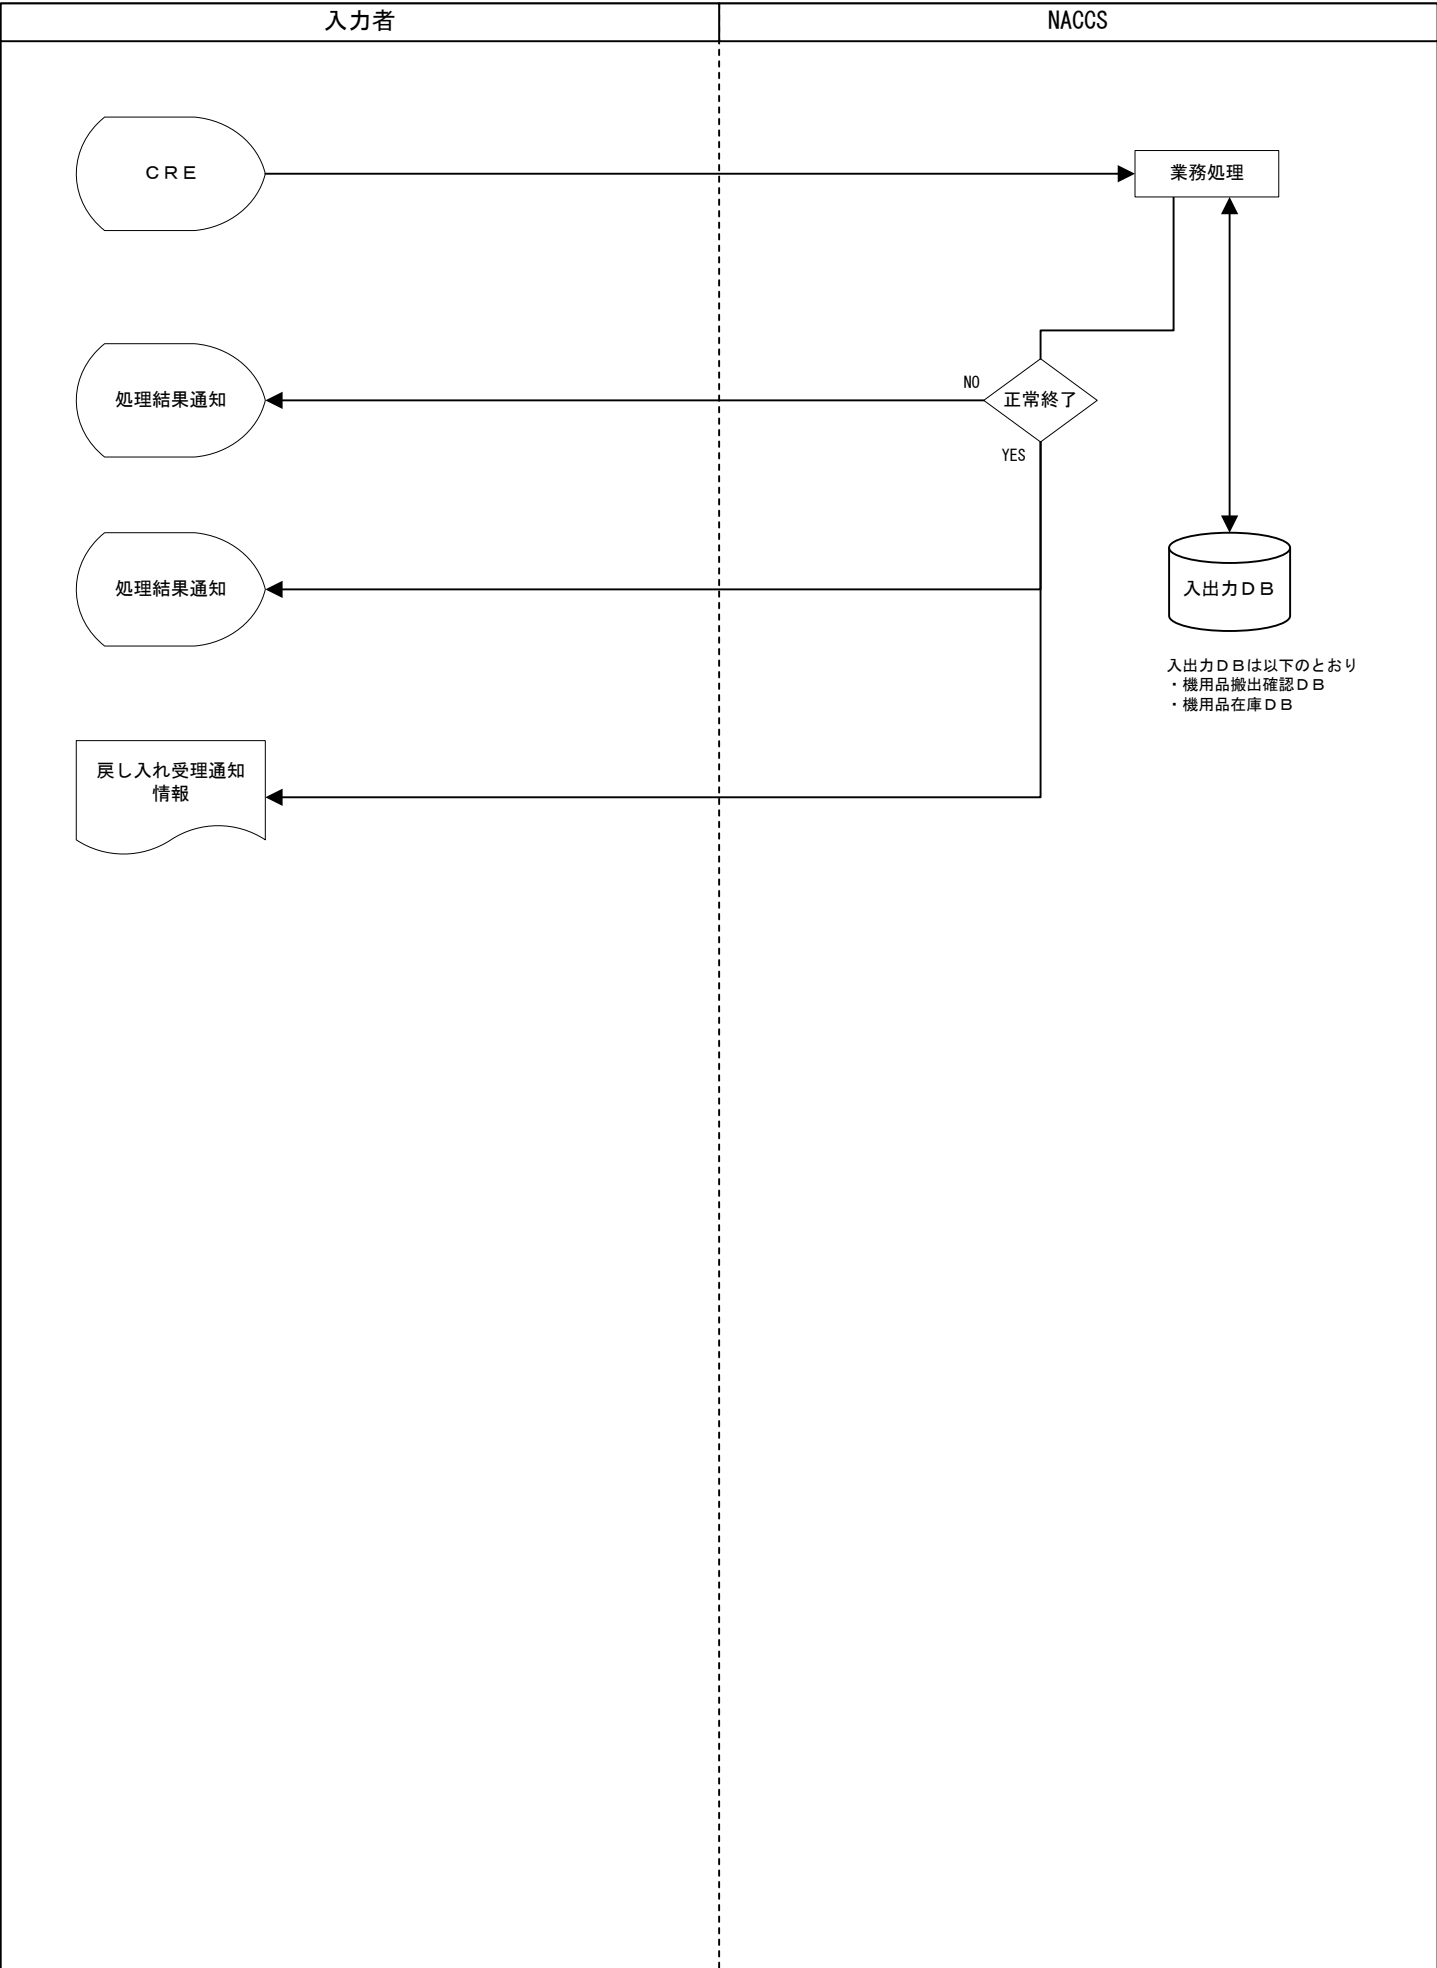 入力者
NACCS
ＣＲＥ
業務処理
処理結果通知
NO
正常終了
YES
処理結果通知
入出力ＤＢ
入出力ＤＢは以下のとおり
・機用品搬出確認ＤＢ
・機用品在庫ＤＢ
戻し入れ受理通知
情報